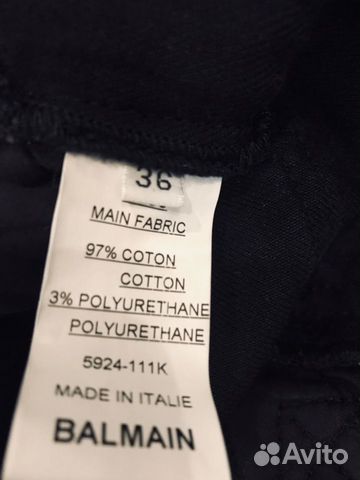 36
MAIN FABRIC
97% COTON
COTTON
3% POLYURETHANE
POLYURETHANE
5924-111K
MADE IN ITALIE
BALMAIN
Avito